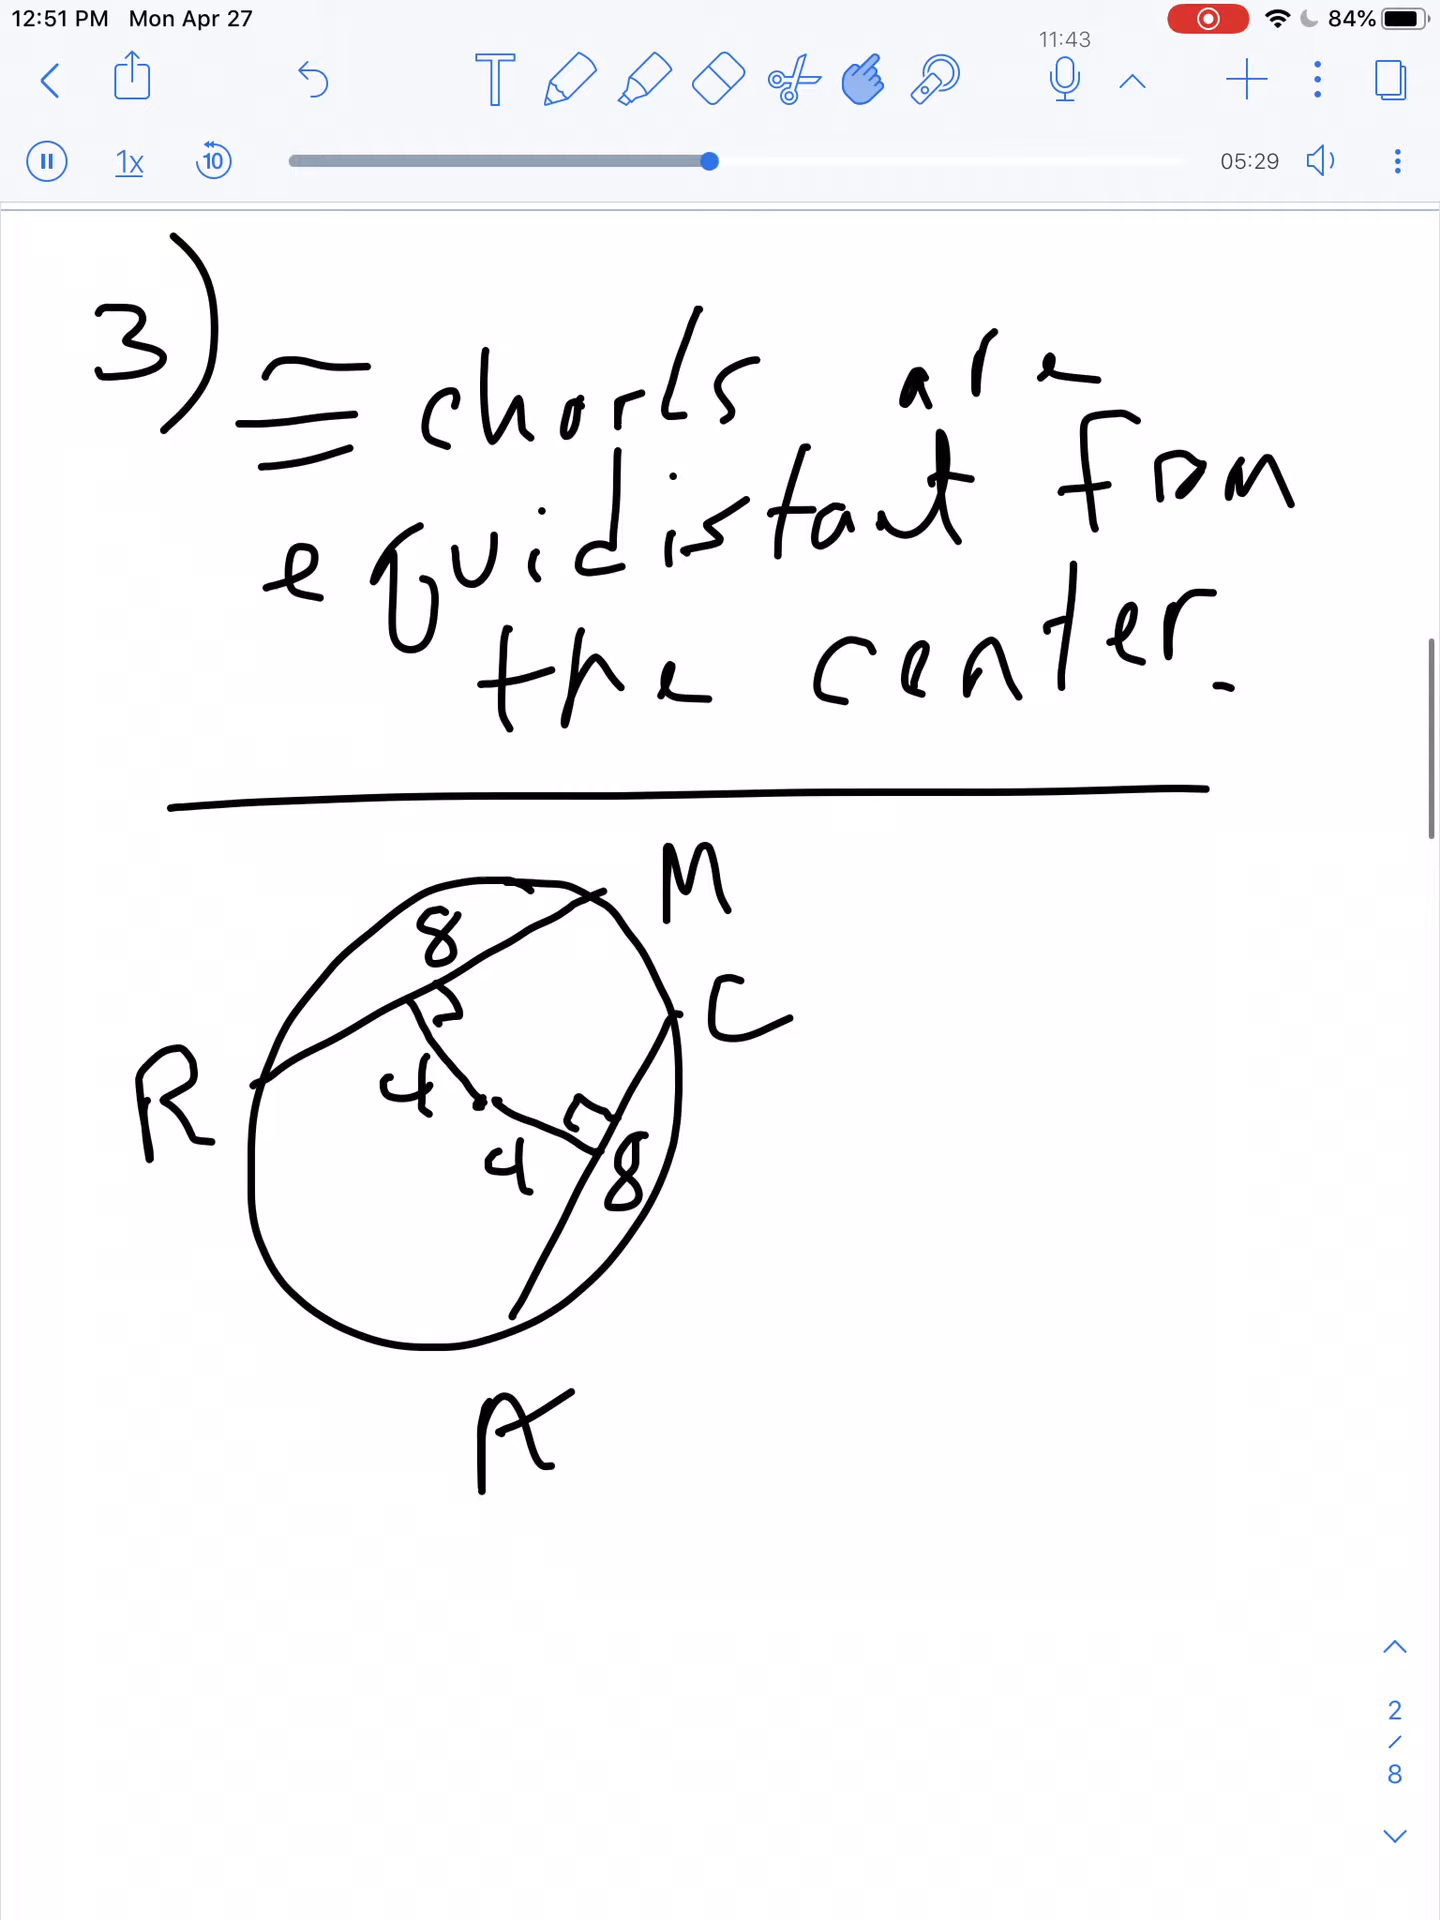 12:51 PM Mon Apr 27
84%
11:43
T
1x
10
05:29
3) ≅ chords are
equidistant from
the center.
M
8
C
R
4
4
8
A
2
/
8